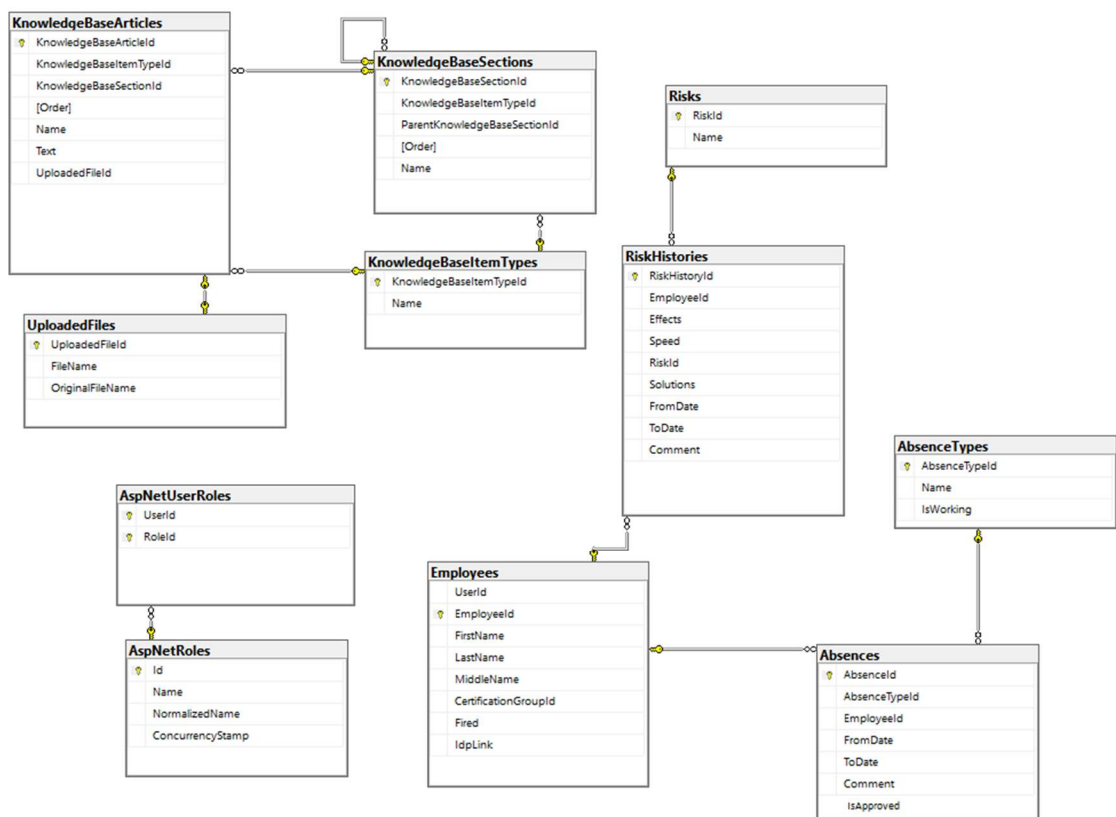 KnowledgeBaseArticles
KnowledgeBaseArticleId
KnowledgeBaseItemTypeId
KnowledgeBaseSectionId
[Order]
Name
Text
UploadedFileId
KnowledgeBaseSections
KnowledgeBaseSectionId
KnowledgeBaseItemTypeId
ParentKnowledgeBaseSectionId
[Order]
Name
Risks
RiskId
Name
KnowledgeBaseItemTypes
KnowledgeBaseItemTypeId
Name
UploadedFiles
UploadedFileId
FileName
OriginalFileName
RiskHistories
RiskHistoryId
EmployeeId
Effects
Speed
RiskId
Solutions
FromDate
ToDate
Comment
AbsenceTypes
AbsenceTypeId
Name
IsWorking
AspNetUserRoles
UserId
RoleId
AspNetRoles
Id
Name
NormalizedName
ConcurrencyStamp
Employees
UserId
EmployeeId
FirstName
LastName
MiddleName
CertificationGroupId
Fired
IdpLink
Absences
AbsenceId
AbsenceTypeId
EmployeeId
FromDate
ToDate
Comment
IsApproved